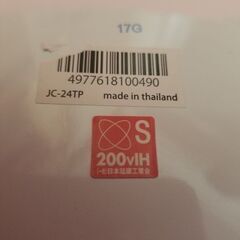 17G
4977618100490
JC-24TP made in thailand
S
200vlH